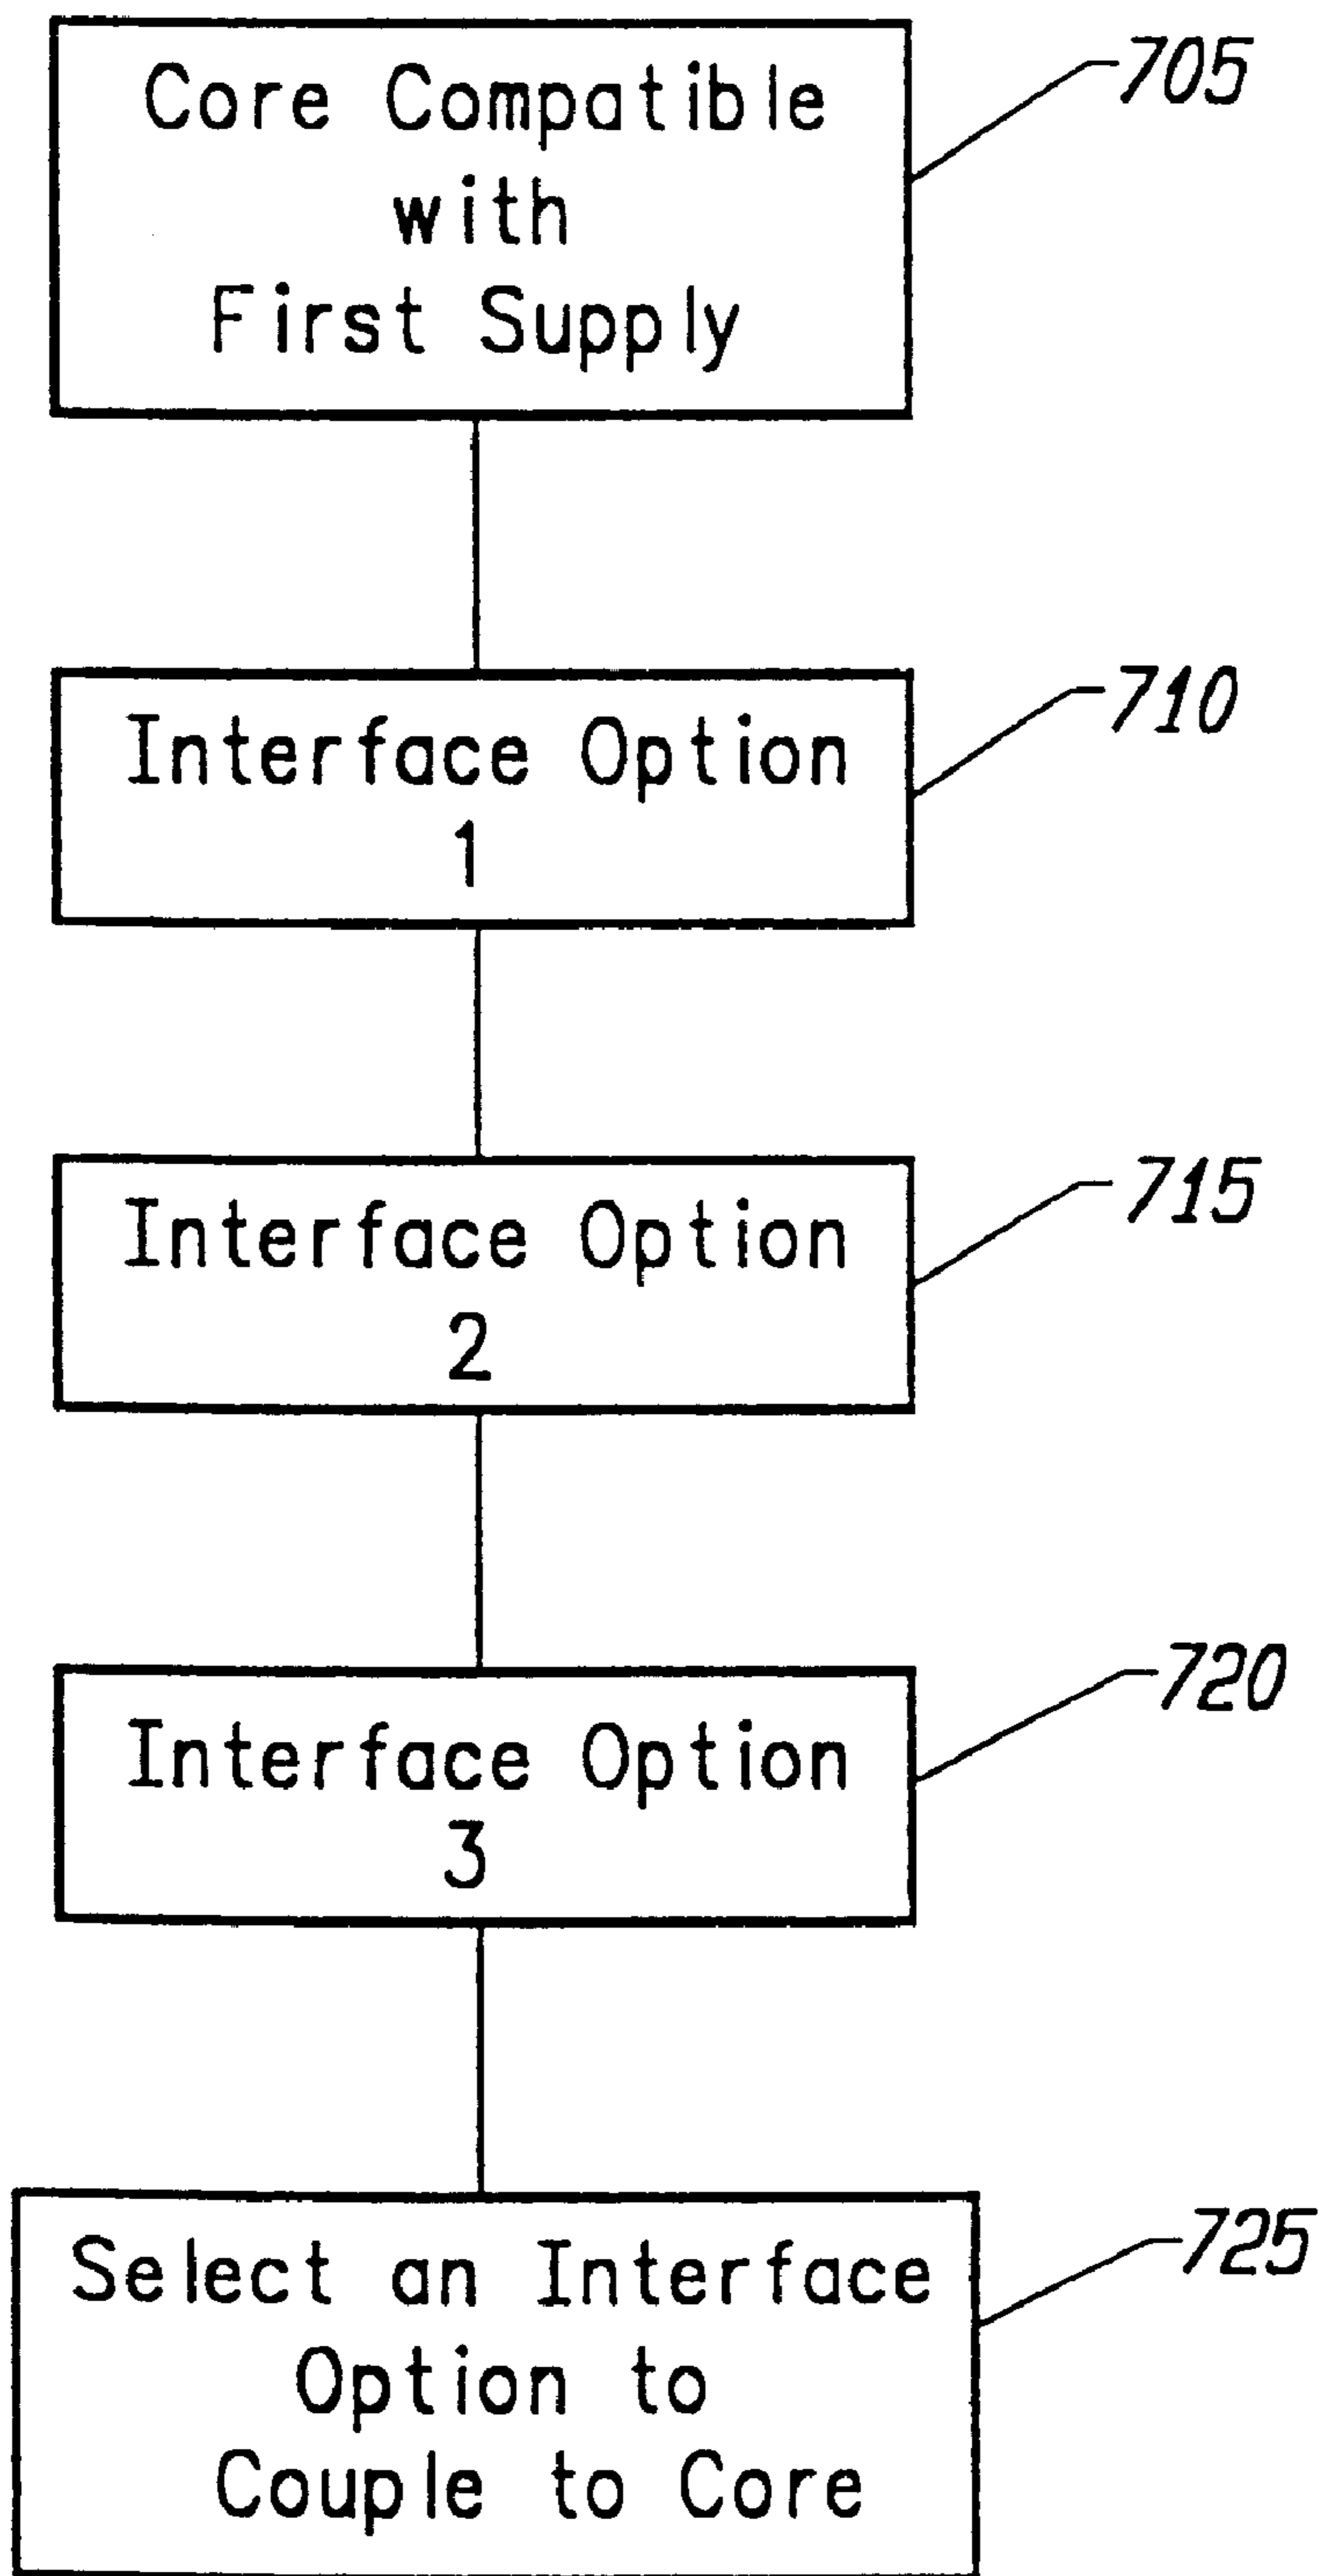 Core Compatible
with
First Supply
705
Interface Option
1
710
Interface Option
2
715
Interface Option
3
720
Select an Interface
Option to
Couple to Core
725